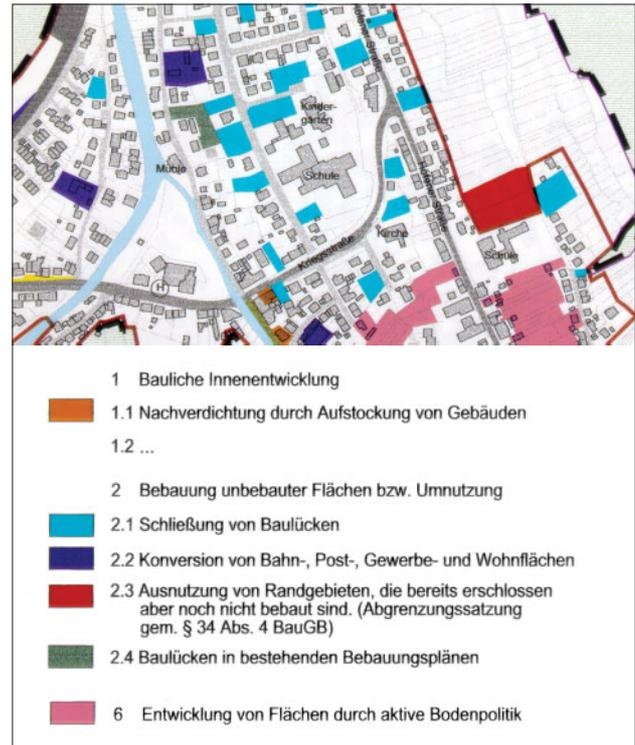 Kinder-
gärten
Schule
Kriegsstraße
Kirche
Schule
H
1 Bauliche Innenentwicklung
1.1 Nachverdichtung durch Aufstockung von Gebäuden
1.2 ...
2 Bebauung unbebauter Flächen bzw. Umnutzung
2.1 Schließung von Baulücken
2.2 Konversion von Bahn-, Post-, Gewerbe- und Wohnflächen
2.3 Ausnutzung von Randgebieten, die bereits erschlossen
aber noch nicht bebaut sind. (Abgrenzungssatzung
gem. § 34 Abs. 4 BauGB)
2.4 Baulücken in bestehenden Bebauungsplänen
6 Entwicklung von Flächen durch aktive Bodenpolitik